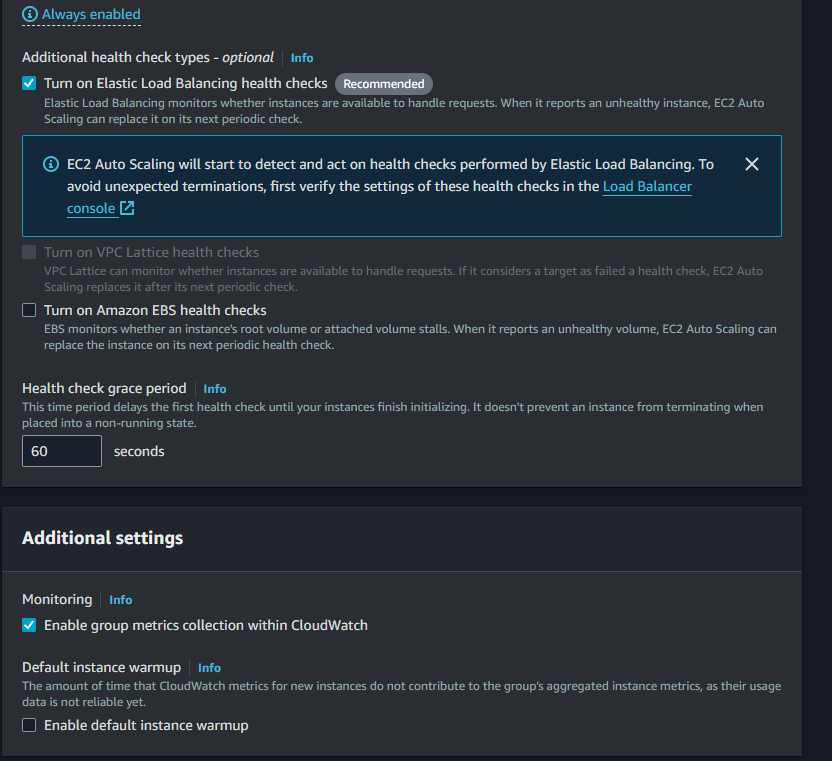 Always enabled
Additional health check types - optional Info
Turn on Elastic Load Balancing health checks Recommended
Elastic Load Balancing monitors whether instances are available to handle requests. When it reports an unhealthy instance, EC2 Auto
Scaling can replace it on its next periodic check.
EC2 Auto Scaling will start to detect and act on health checks performed by Elastic Load Balancing. To
avoid unexpected terminations, first verify the settings of these health checks in the Load Balancer
console
Turn on VPC Lattice health checks
VPC Lattice can monitor whether instances are available to handle requests. If it considers a target as failed a health check, EC2 Auto
Scaling replaces it after its next periodic check.
Turn on Amazon EBS health checks
EBS monitors whether an instance's root volume or attached volume stalls. When it reports an unhealthy volume, EC2 Auto Scaling can
replace the instance on its next periodic health check.
Health check grace period Info
This time period delays the first health check until your instances finish initializing. It doesn't prevent an instance from terminating when
placed into a non-running state.
60 seconds
Additional settings
Monitoring Info
Enable group metrics collection within CloudWatch
Default instance warmup Info
The amount of time that CloudWatch metrics for new instances do not contribute to the group's aggregated instance metrics, as their usage
data is not reliable yet.
Enable default instance warmup